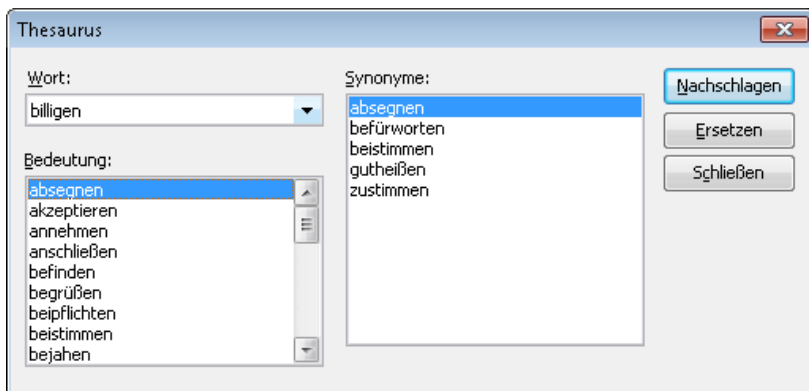 Thesaurus
Wort:
billigen
Bedeutung:
absegnen
akzeptieren
annehmen
anschließen
befinden
begrüßen
beipflichten
beistimmen
bejahen
Synonyme:
absegnen
befürworten
beistimmen
gutheißen
zustimmen
Nachschlagen
Ersetzen
Schließen